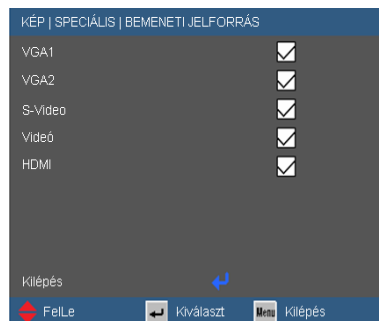 KÉP | SPECIÁLIS | BEMENETI JELFORRÁS
VGA1
VGA2
S-Video
Videó
HDMI
Kilépés
FelLe Kiválaszt Menu Kilépés